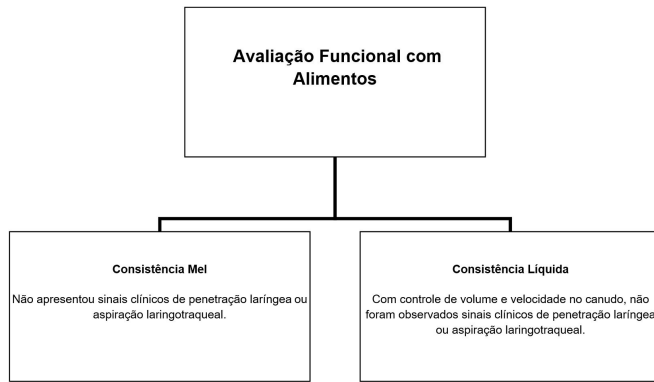 Avaliação Funcional com
Alimentos
Consistência Mel
Não apresentou sinais clínicos de penetração laríngea ou
aspiração laringotraqueal.
Consistência Líquida
Com controle de volume e velocidade no canudo, não
foram observados sinais clínicos de penetração laríngea
ou aspiração laringotraqueal.